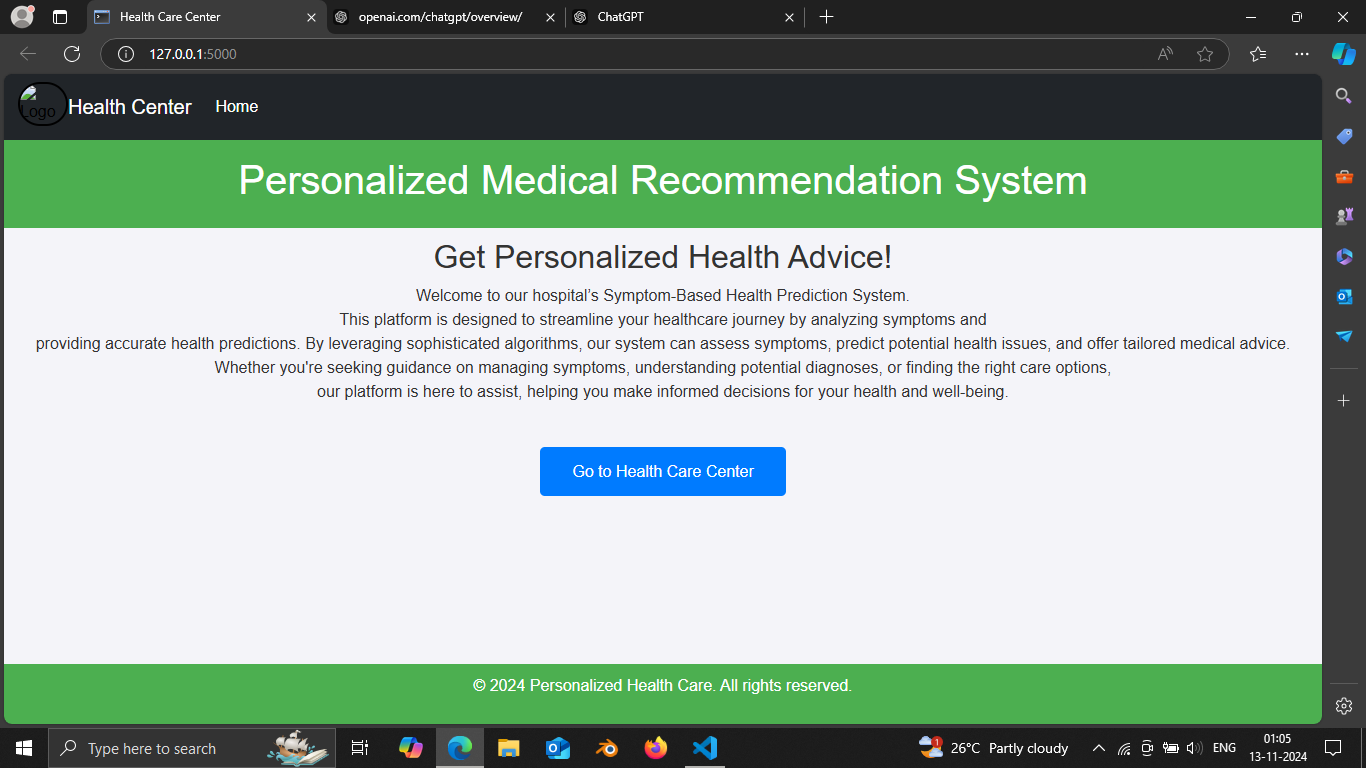 Health Care Center
openai.com/chatgpt/overview/
ChatGPT
127.0.0.1:5000
Logo
Health Center
Home
Personalized Medical Recommendation System
Get Personalized Health Advice!
Welcome to our hospital’s Symptom-Based Health Prediction System.
This platform is designed to streamline your healthcare journey by analyzing symptoms and
providing accurate health predictions. By leveraging sophisticated algorithms, our system can assess symptoms, predict potential health issues, and offer tailored medical advice.
Whether you're seeking guidance on managing symptoms, understanding potential diagnoses, or finding the right care options,
our platform is here to assist, helping you make informed decisions for your health and well-being.
Go to Health Care Center
© 2024 Personalized Health Care. All rights reserved.
Type here to search
1
26°C Partly cloudy
ENG
01:05
13-11-2024